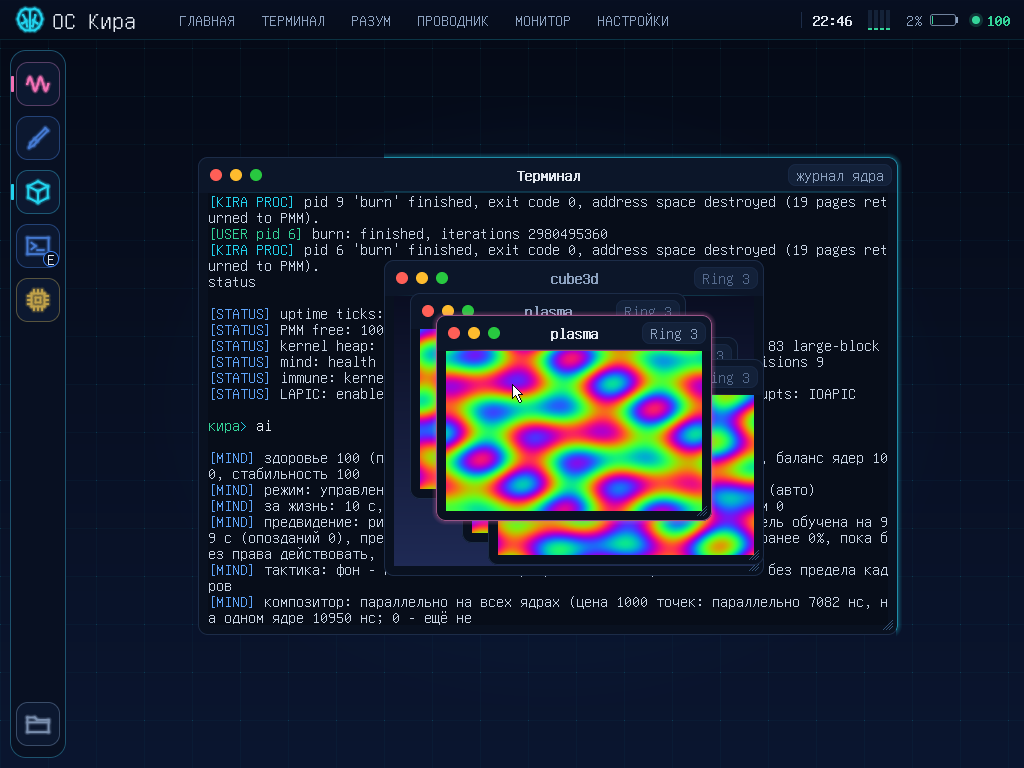 ОС Кира ГЛАВНАЯ ТЕРМИНАЛ РАЗУМ ПРОВОДНИК МОНИТОР НАСТРОЙКИ 22:46 2% 100
Терминал журнал ядра
[KIRA PROC] pid 9 'burn' finished, exit code 0, address space destroyed (19 pages ret
urned to PMM).
[USER pid 6] burn: finished, iterations 2980495360
[KIRA PROC] pid 6 'burn' finished, exit code 0, address space destroyed (19 pages ret
urned to PMM).
status
cube3d Ring 3
plasma Ring 3
plasma Ring 3
3
ing 3
[STATUS] uptime ticks:
[STATUS] PMM free: 100
[STATUS] kernel heap: 83 large-block
[STATUS] mind: health isions 9
[STATUS] immune: kerne
[STATUS] LAPIC: enable upts: IOAPIC
кира> ai
[MIND] здоровье 100 (п , баланс ядер 10
0, стабильность 100
[MIND] режим: управлен (авто)
[MIND] за жизнь: 10 с, 0
[MIND] предвидение: ри ель обучена на 9
9 с (опозданий 0), пре ранее 0%, пока б
ез права действовать,
[MIND] тактика: фон - без предела кад
ров
[MIND] композитор: параллельно на всех ядрах (цена 1000 точек: параллельно 7082 нс, н
а одном ядре 10950 нс; 0 - ещё не
E